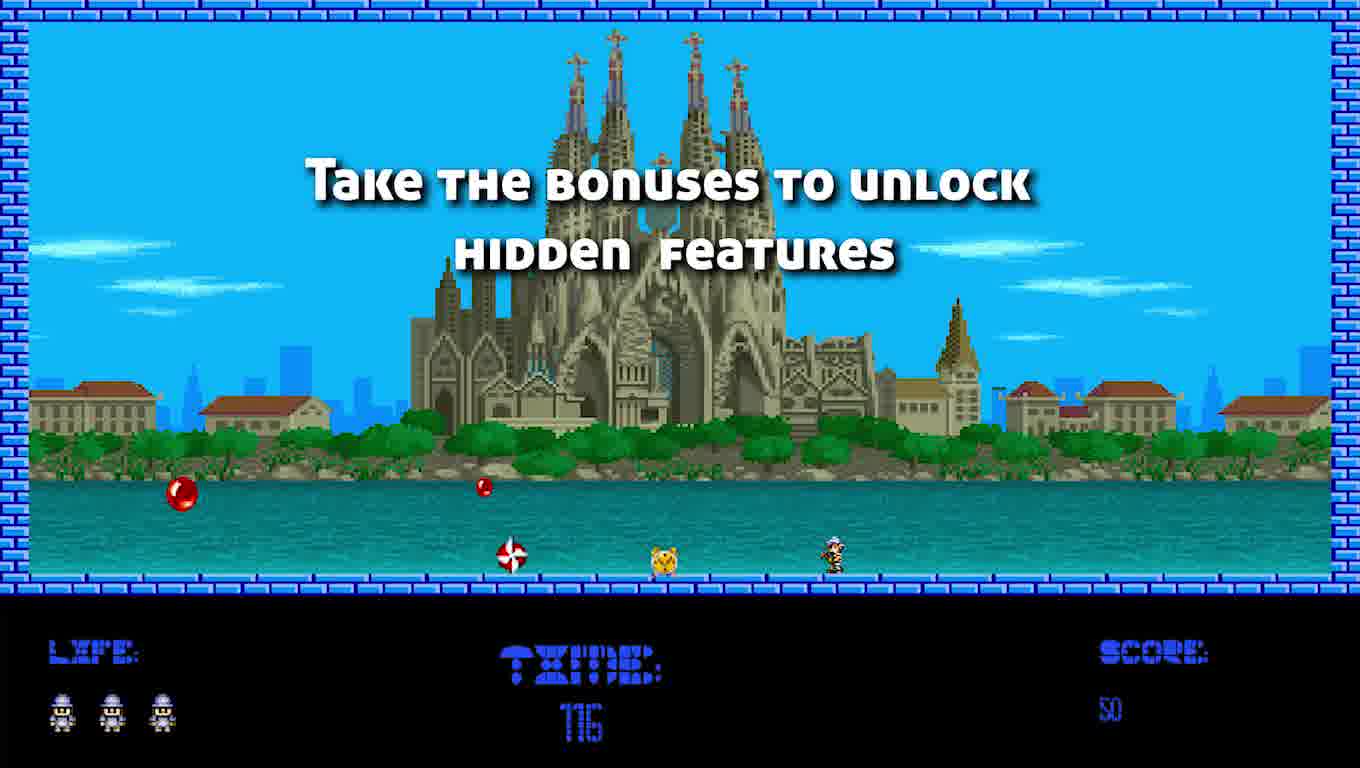 Take the bonuses to unlock
hidden features
LIFE:
TIME:
SCORE:
116
50